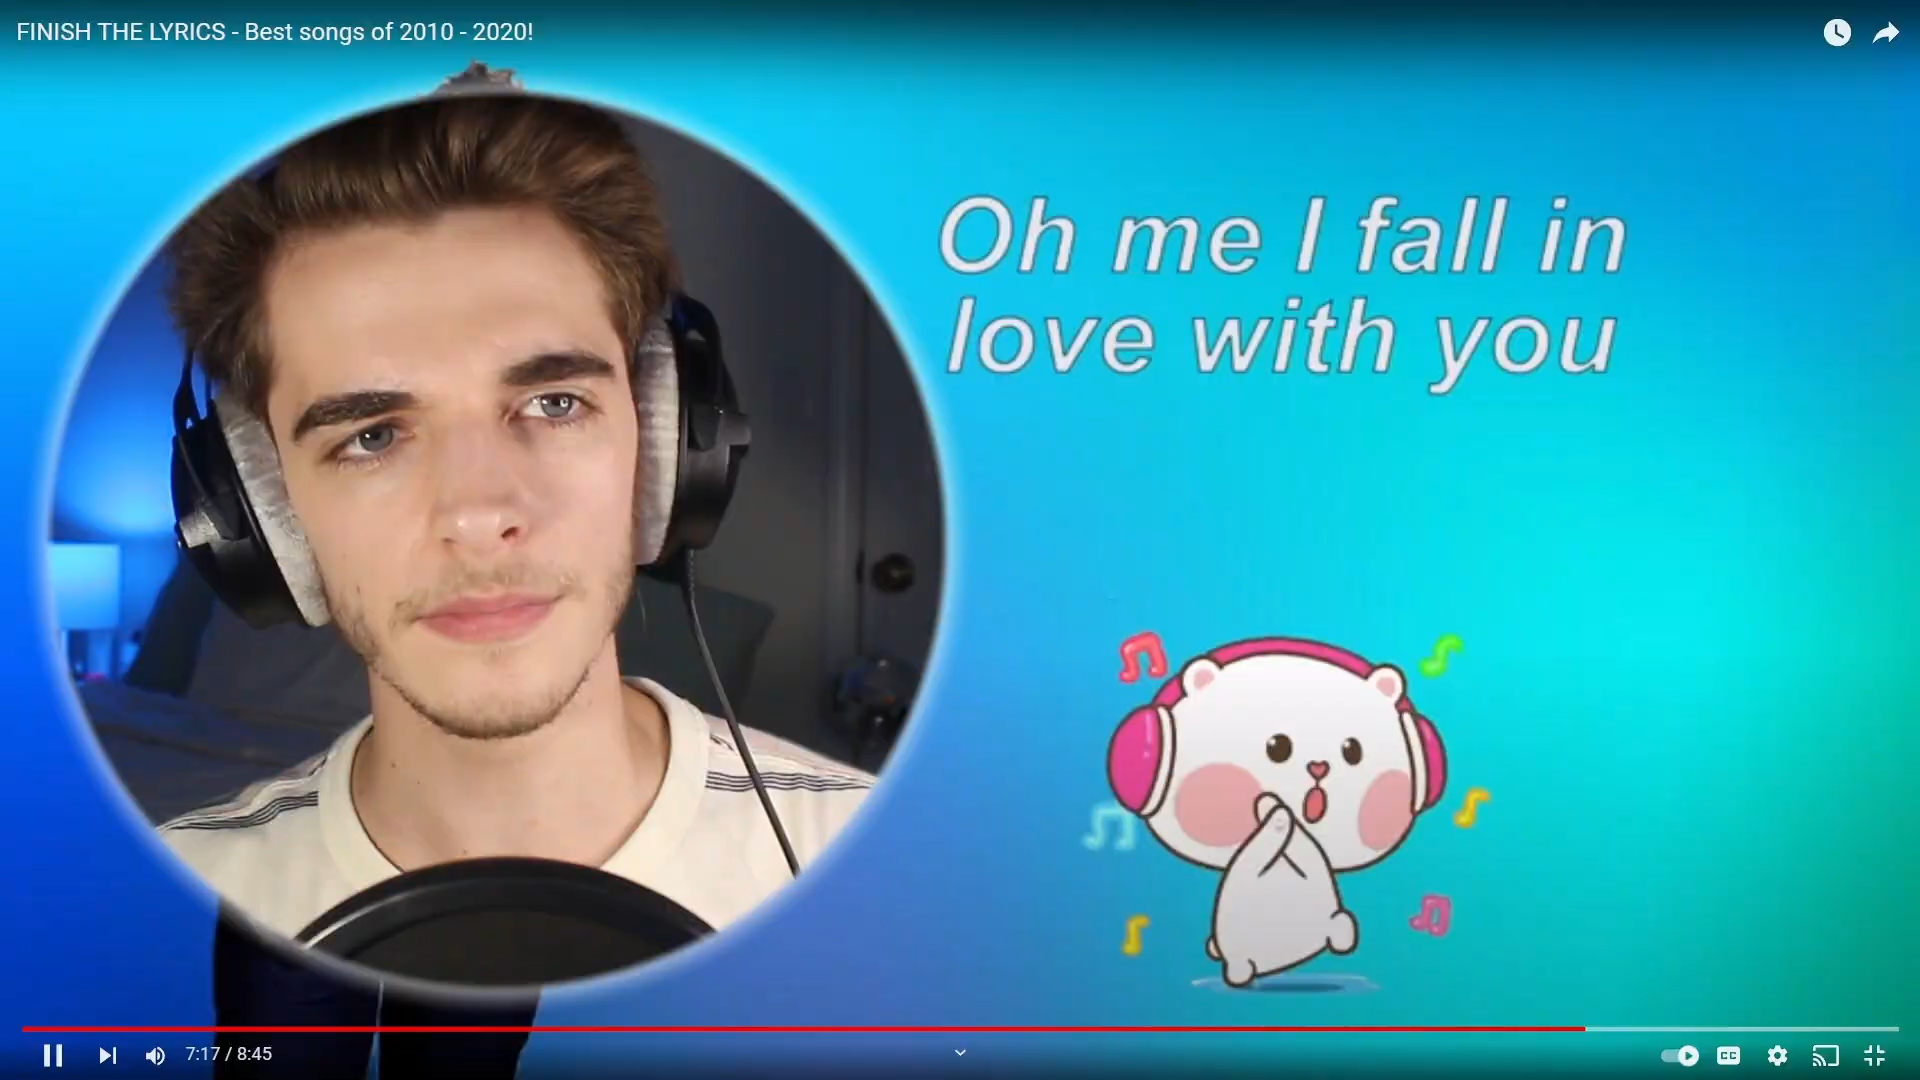 FINISH THE LYRICS - Best songs of 2010 - 2020!
Oh me I fall in
love with you
7:17 / 8:45
CC